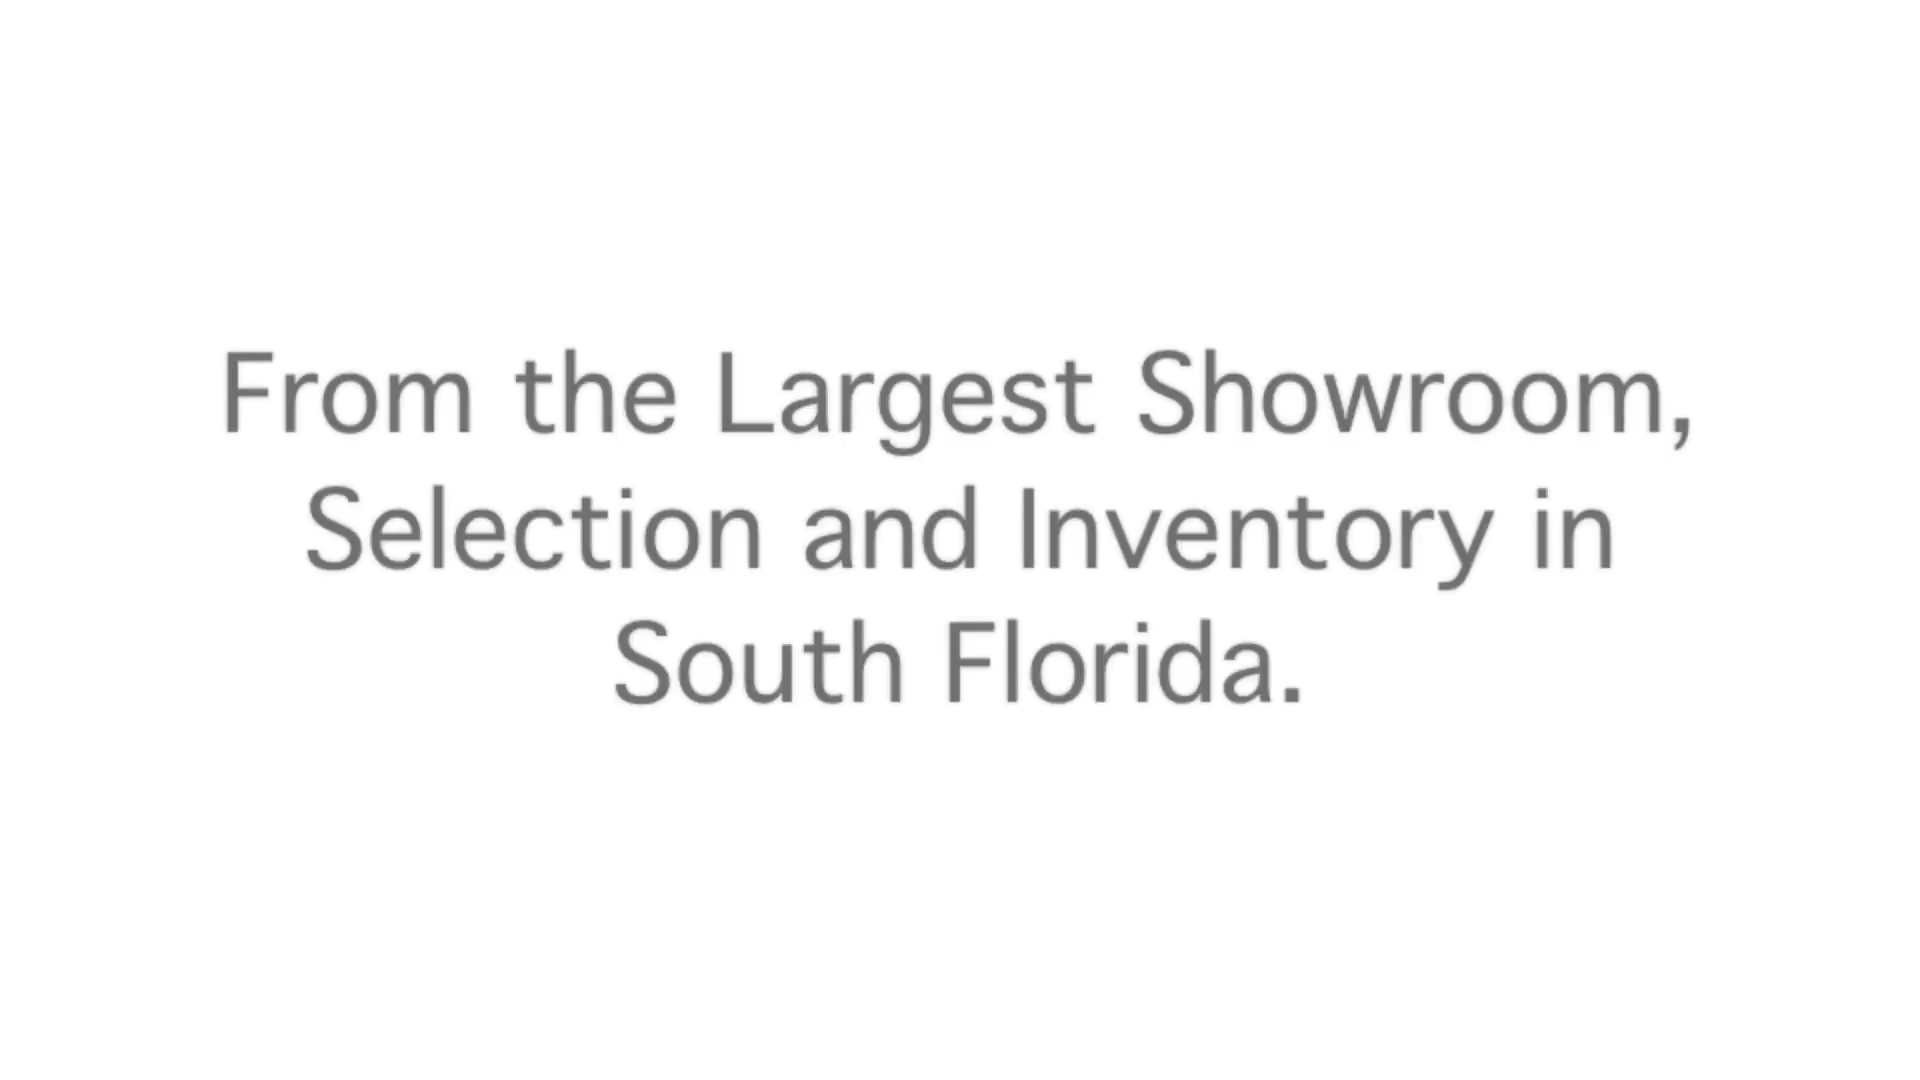 From the Largest Showroom,
Selection and Inventory in
South Florida.